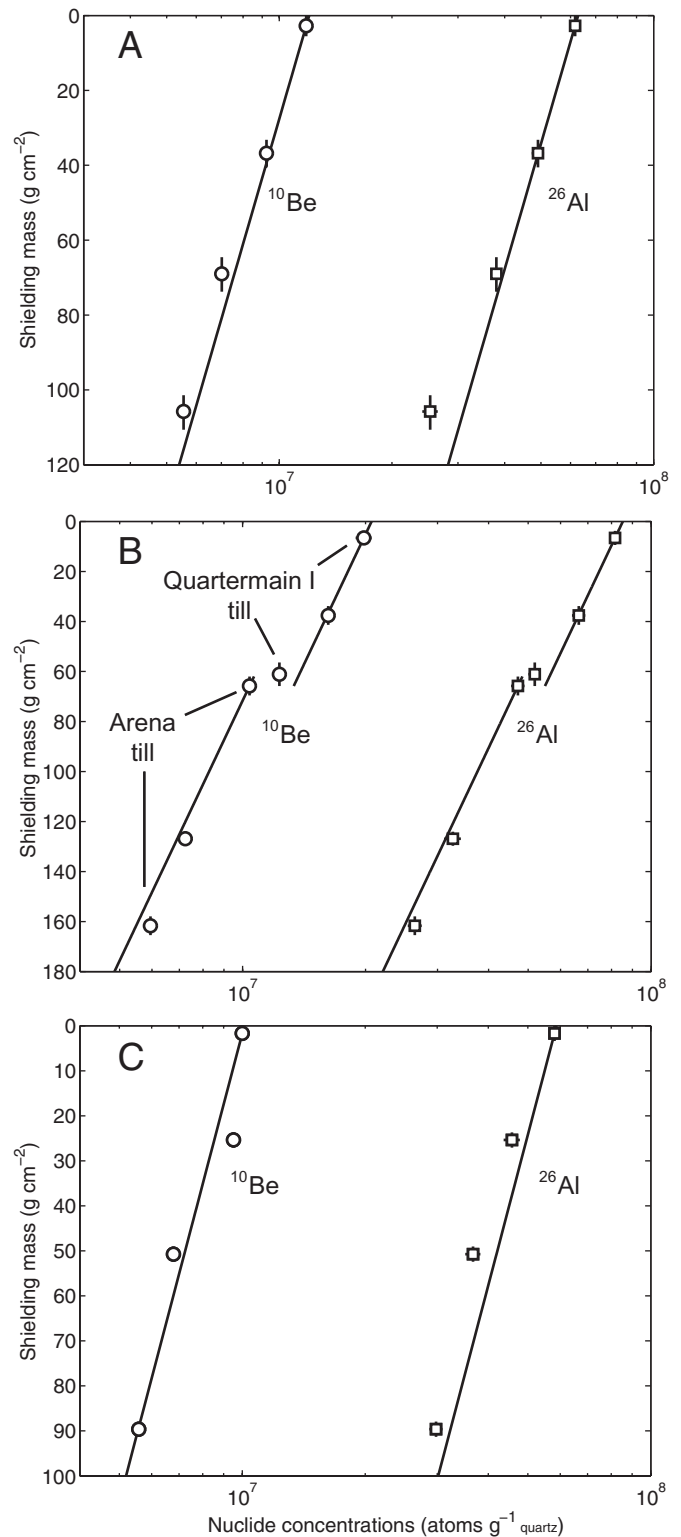 A
0
20
40
60
80
100
120
Shielding mass (g cm⁻²)
¹⁰Be
²⁶Al
10⁷
10⁸
B
0
20
40
60
80
100
120
140
160
180
Shielding mass (g cm⁻²)
Quartermain I
till
Arena
till
¹⁰Be
²⁶Al
10⁷
10⁸
C
0
10
20
30
40
50
60
70
80
90
100
Shielding mass (g cm⁻²)
¹⁰Be
²⁶Al
10⁷
10⁸
Nuclide concentrations (atoms g⁻¹ quartz)